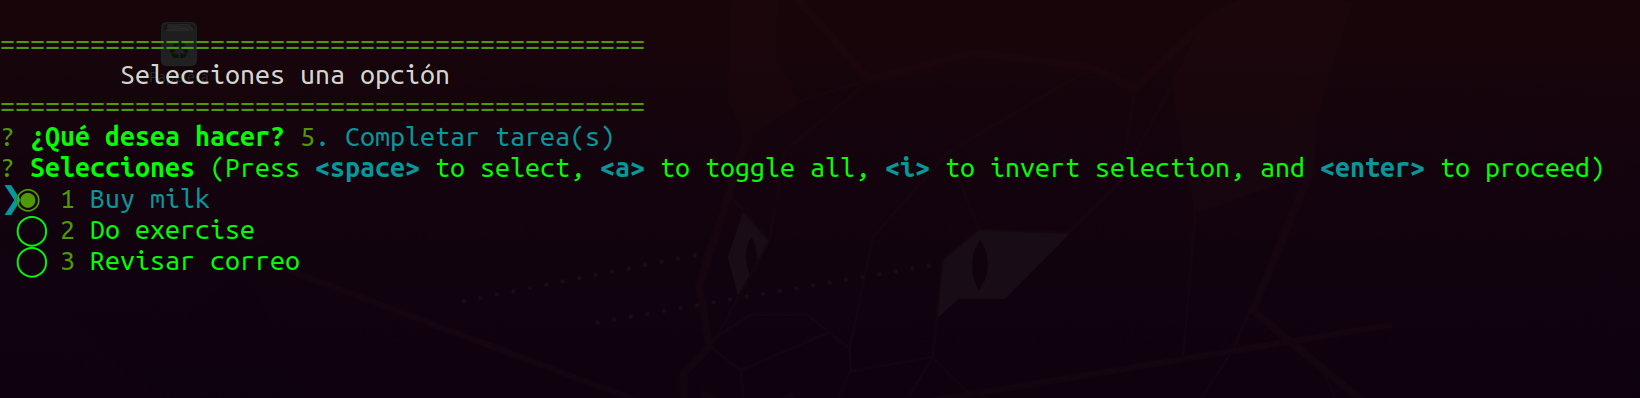 ===========================================
Selecciones una opción
===========================================
? ¿Qué desea hacer? 5. Completar tarea(s)
? Selecciones (Press <space> to select, <a> to toggle all, <i> to invert selection, and <enter> to proceed)
❯◉ 1 Buy milk
◯ 2 Do exercise
◯ 3 Revisar correo